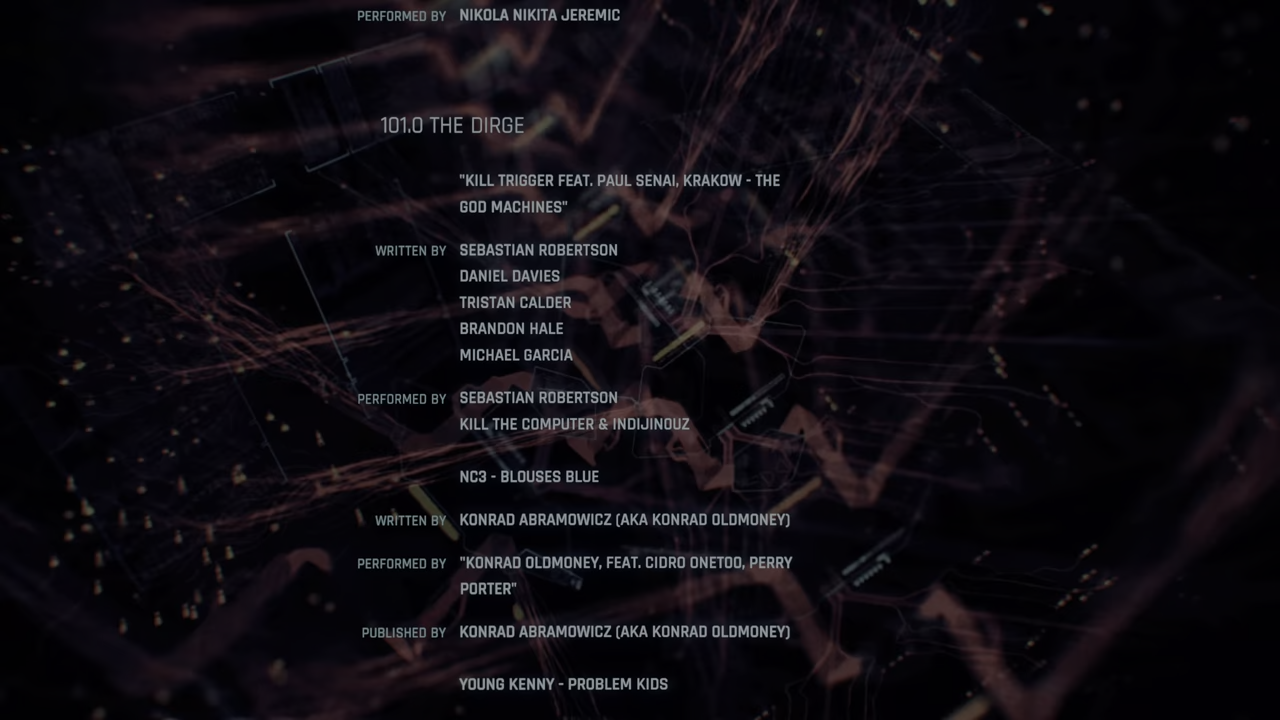 PERFORMED BY NIKOLA NIKITA JEREMIC
101.0 THE DIRGE
"KILL TRIGGER FEAT. PAUL SENAI, KRAKOW - THE
GOD MACHINES"
WRITTEN BY SEBASTIAN ROBERTSON
DANIEL DAVIES
TRISTAN CALDER
BRANDON HALE
MICHAEL GARCIA
PERFORMED BY SEBASTIAN ROBERTSON
KILL THE COMPUTER & INDIJINOUZ
NC3 - BLOUSES BLUE
WRITTEN BY KONRAD ABRAMOWICZ (AKA KONRAD OLDMONEY)
PERFORMED BY "KONRAD OLDMONEY, FEAT. CIDRO ONETOO, PERRY
PORTER"
PUBLISHED BY KONRAD ABRAMOWICZ (AKA KONRAD OLDMONEY)
YOUNG KENNY - PROBLEM KIDS